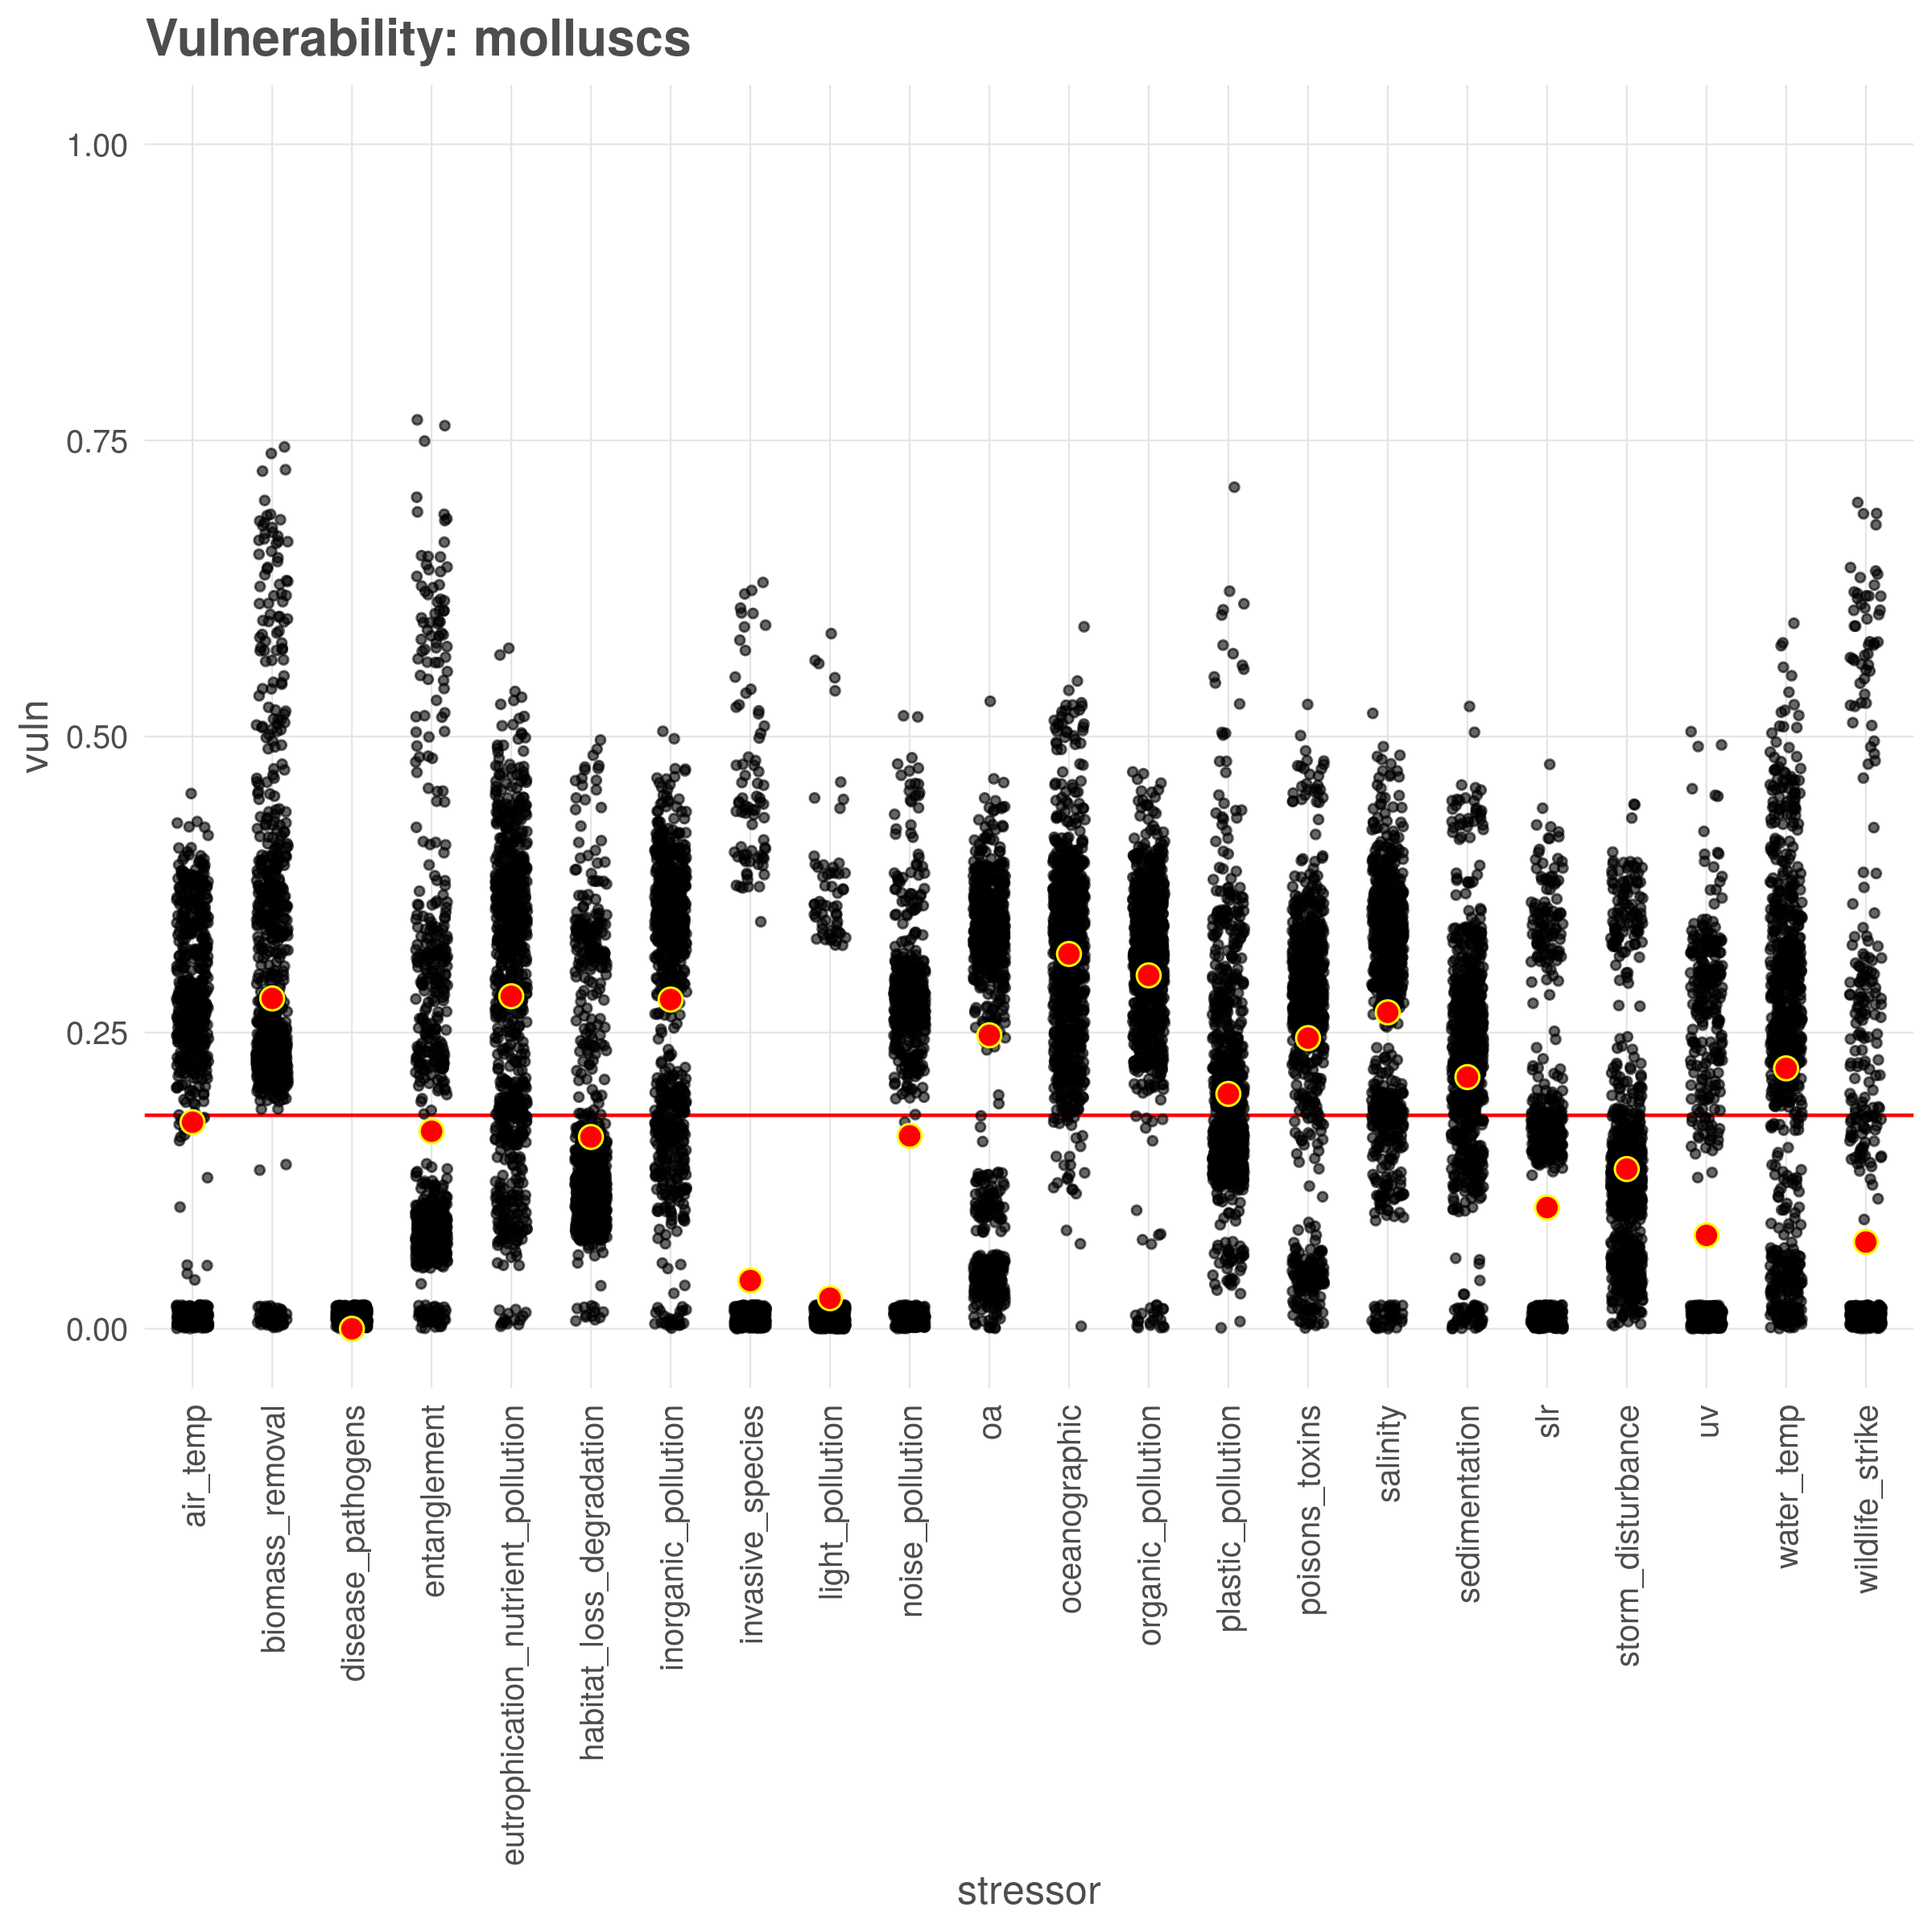 Vulnerability: molluscs
1.00
0.75
0.50
0.25
0.00
vuln
air_temp
biomass_removal
disease_pathogens
entanglement
eutrophication_nutrient_pollution
habitat_loss_degradation
inorganic_pollution
invasive_species
light_pollution
noise_pollution
oa
oceanographic
organic_pollution
plastic_pollution
poisons_toxins
salinity
sedimentation
slr
storm_disturbance
uv
water_temp
wildlife_strike
stressor